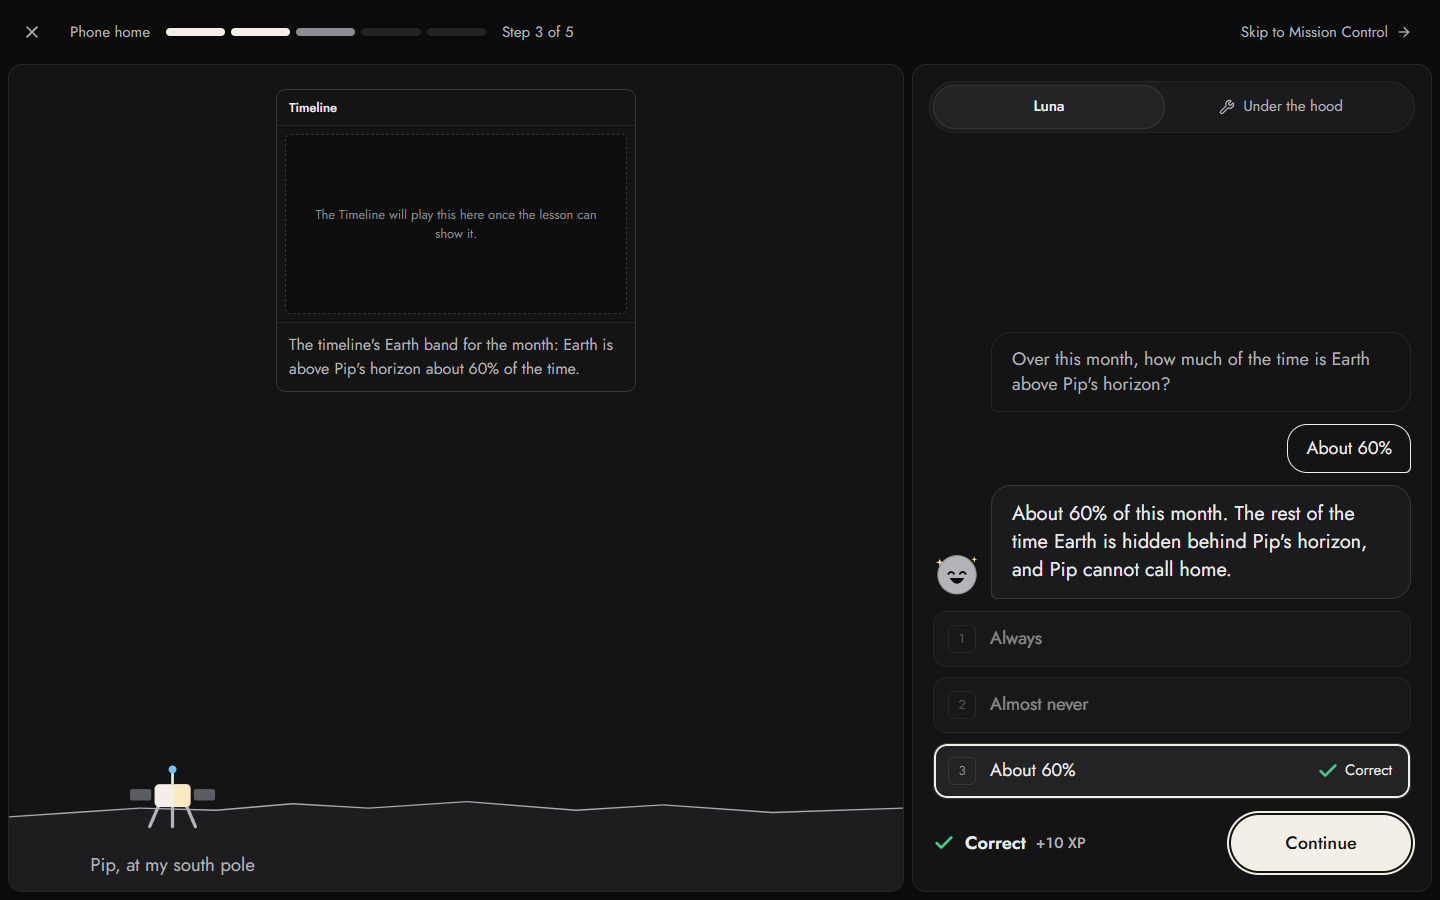 Phone home
Step 3 of 5
Skip to Mission Control
Timeline
The Timeline will play this here once the lesson can
show it.
The timeline's Earth band for the month: Earth is
above Pip's horizon about 60% of the time.
Pip, at my south pole
Luna
Under the hood
Over this month, how much of the time is Earth
above Pip's horizon?
About 60%
About 60% of this month. The rest of the
time Earth is hidden behind Pip's horizon,
and Pip cannot call home.
1 Always
2 Almost never
3 About 60% Correct
Correct +10 XP
Continue